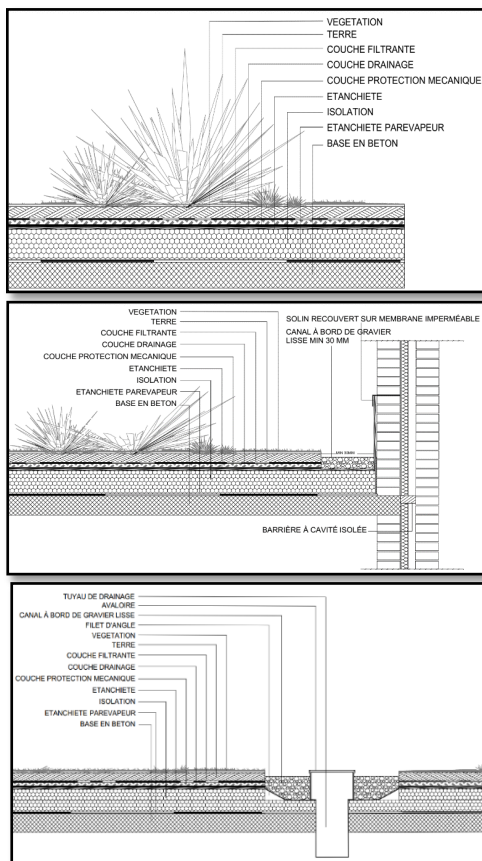 VEGETATION
TERRE
COUCHE FILTRANTE
COUCHE DRAINAGE
COUCHE PROTECTION MECANIQUE
ETANCHIETE
ISOLATION
ETANCHIETE PAREVAPEUR
BASE EN BETON
VEGETATION
TERRE
COUCHE FILTRANTE
COUCHE DRAINAGE
COUCHE PROTECTION MECANIQUE
ETANCHIETE
ISOLATION
ETANCHIETE PAREVAPEUR
BASE EN BETON
SOLIN RECOUVERT SUR MEMBRANE IMPERMÉABLE
CANAL À BORD DE GRAVIER
LISSE MIN 30 MM
BARRIÈRE À CAVITÉ ISOLÉE
TUYAU DE DRAINAGE
AVALOIRE
CANAL À BORD DE GRAVIER LISSE
FILET D'ANGLE
VEGETATION
TERRE
COUCHE FILTRANTE
COUCHE DRAINAGE
COUCHE PROTECTION MECANIQUE
ETANCHIETE
ISOLATION
ETANCHIETE PAREVAPEUR
BASE EN BETON